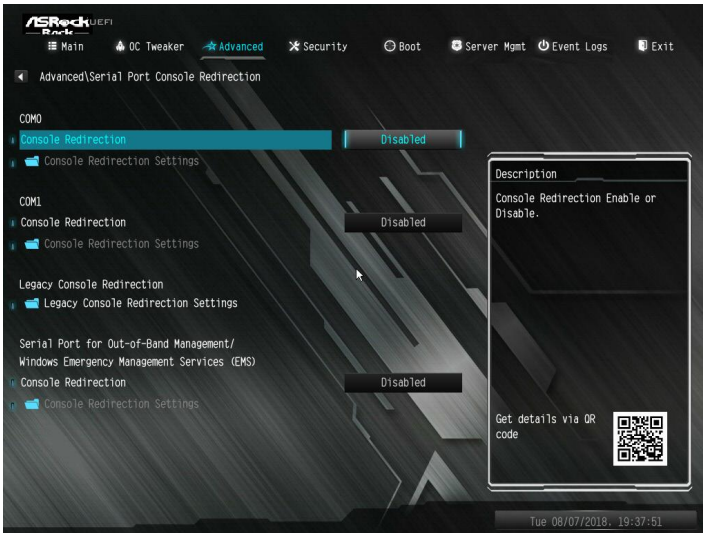 ASRock UEFI
Rock
Main OC Tweaker Advanced Security Boot Server Mgmt Event Logs Exit
Advanced\Serial Port Console Redirection
COM0
Console Redirection Disabled
Console Redirection Settings
COM1
Console Redirection Disabled
Console Redirection Settings
Legacy Console Redirection
Legacy Console Redirection Settings
Serial Port for Out-of-Band Management/
Windows Emergency Management Services (EMS)
Console Redirection Disabled
Console Redirection Settings
Description
Console Redirection Enable or
Disable.
Get details via QR
code
Tue 08/07/2018. 19:37:51